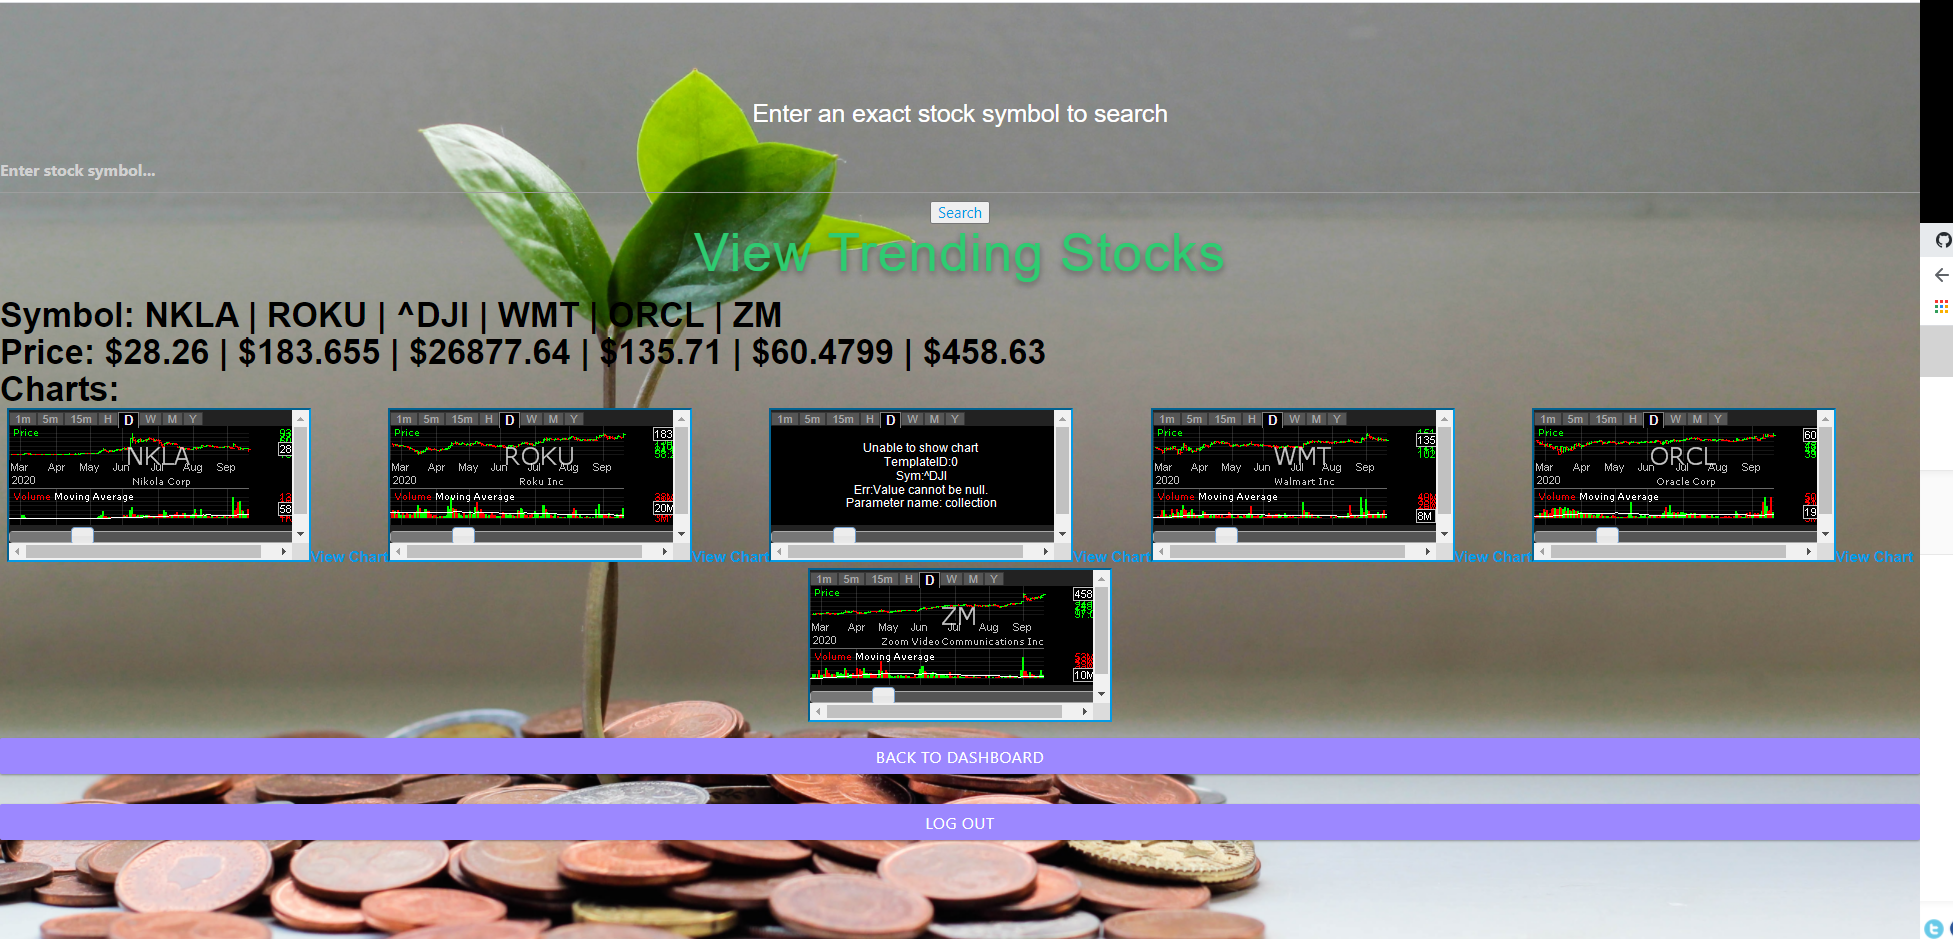 Enter an exact stock symbol to search
Enter stock symbol...
Search
View Trending Stocks
Symbol: NKLA | ROKU | ^DJI | WMT | ORCL | ZM
Price: $28.26 | $183.655 | $26877.64 | $135.71 | $60.4799 | $458.63
Charts:
1m 5m 15m H D W M Y
Price
NKLA
28
Mar Apr May Jun Jul Aug Sep
2020
Nikola Corp
Volume Moving Average
58
View Chart
1m 5m 15m H D W M Y
Price
ROKU
183
Mar Apr May Jun Jul Aug Sep
2020
Roku Inc
Volume Moving Average
20M
View Chart
1m 5m 15m H D W M Y
Unable to show chart
TemplateID:0
Sym:^DJI
Err:Value cannot be null.
Parameter name: collection
View Chart
1m 5m 15m H D W M Y
Price
WMT
135
Mar Apr May Jun Jul Aug Sep
2020
Walmart Inc
Volume Moving Average
8M
View Chart
1m 5m 15m H D W M Y
Price
ORCL
60
Mar Apr May Jun Jul Aug Sep
2020
Oracle Corp
Volume Moving Average
19
View Chart
1m 5m 15m H D W M Y
Price
ZM
458
Mar Apr May Jun Jul Aug Sep
2020
Zoom Video Communications Inc
Volume Moving Average
10M
BACK TO DASHBOARD
LOG OUT